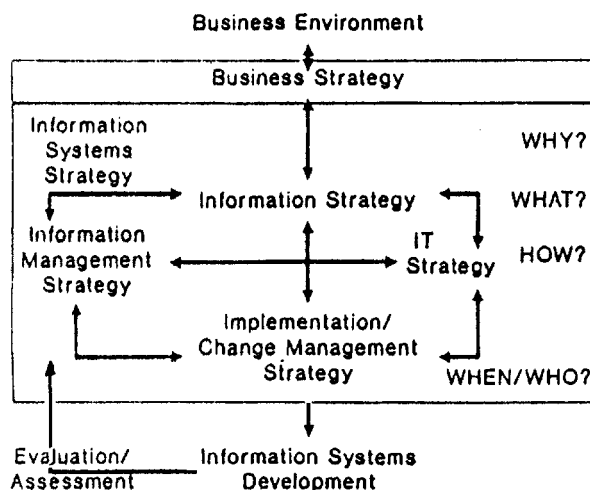 Business Environment
Business Strategy
Information
Systems
Strategy
WHY?
Information Strategy
WHAT?
Information
Management
Strategy
IT
Strategy
HOW?
Implementation/
Change Management
Strategy
WHEN/WHO?
Evaluation/
Assessment
Information Systems
Development